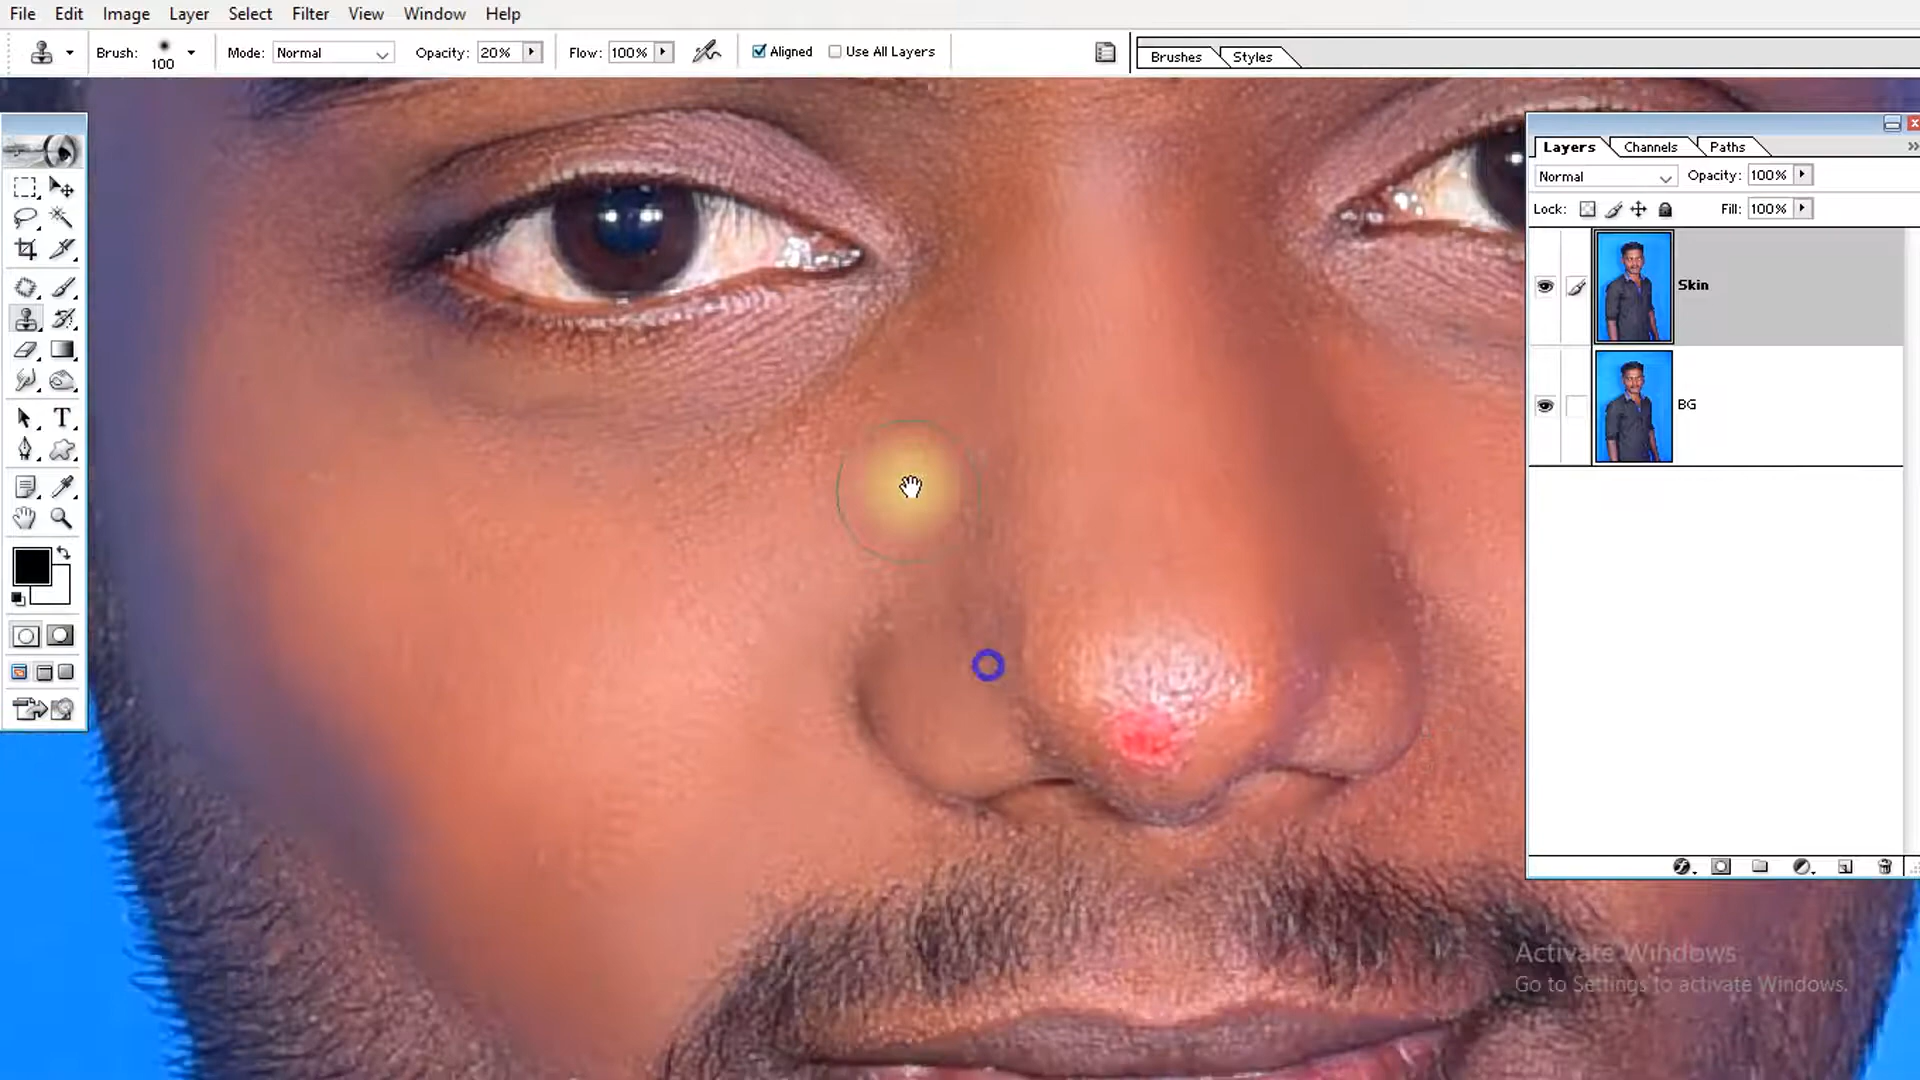 File Edit Image Layer Select Filter View Window Help
Brush: 100 Mode: Normal Opacity: 20% Flow: 100% Aligned Use All Layers Brushes Styles
Layers Channels Paths
Normal Opacity: 100%
Lock: Fill: 100%
Skin
BG
Activate Windows
Go to Settings to activate Windows.